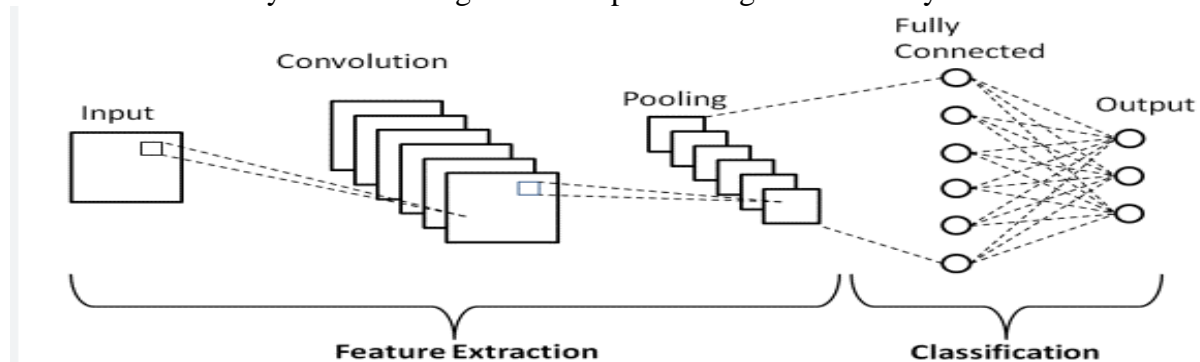 Fully
Connected
Convolution
Pooling
Input
Output
Feature Extraction
Classification